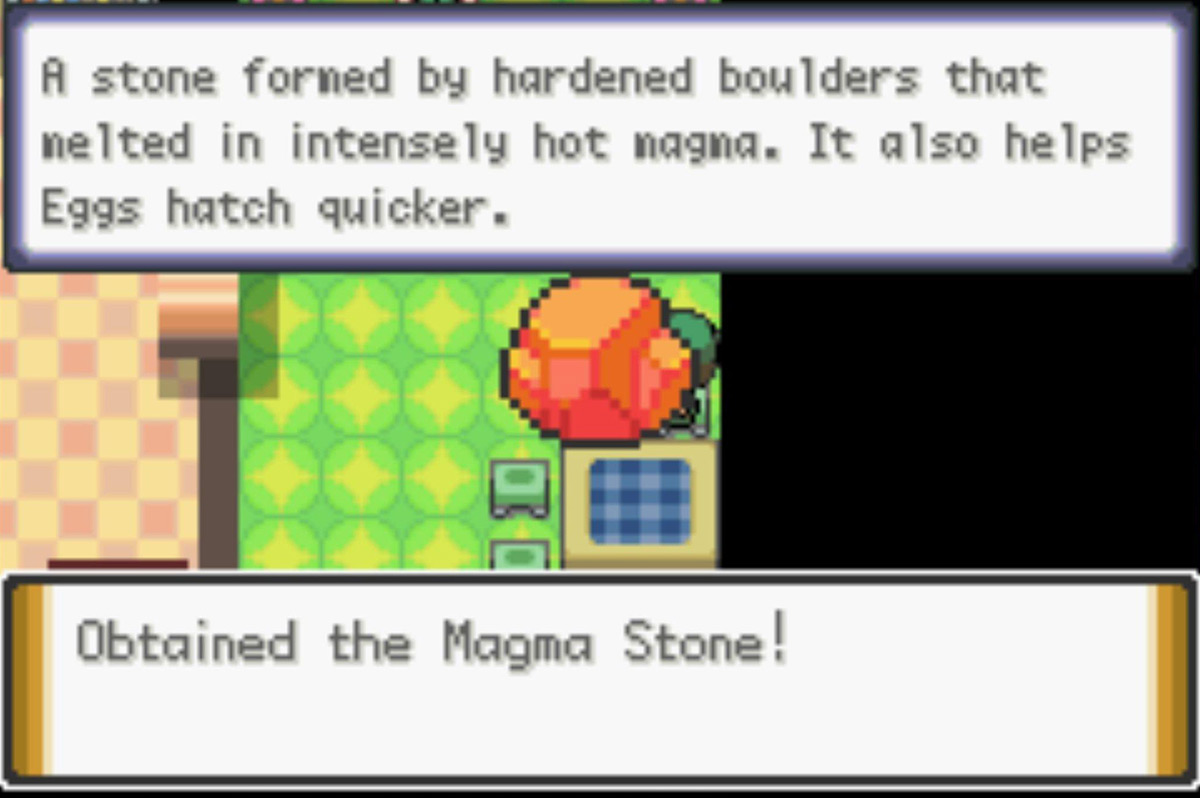 A stone formed by hardened boulders that
melted in intensely hot magma. It also helps
Eggs hatch quicker.
Obtained the Magma Stone!